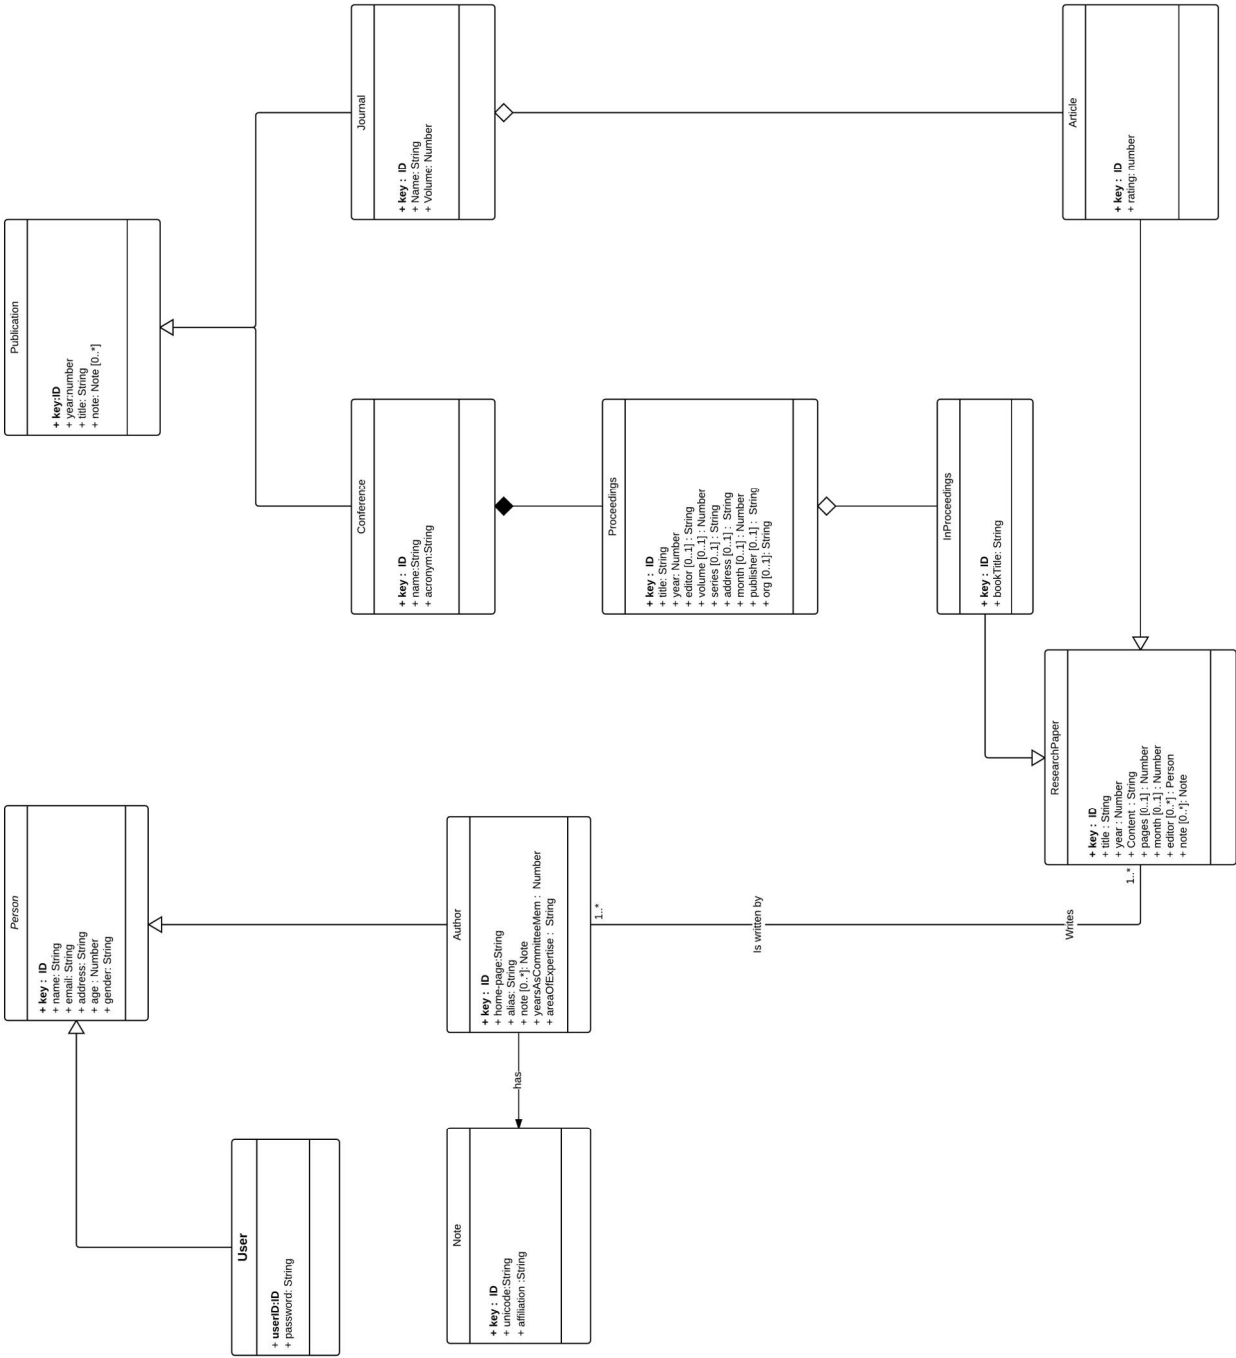 User
+ userID:ID
+ password: String
Person
+ key : ID
+ name: String
+ email: String
+ address: String
+ age : Number
+ gender: String
Publication
+ key:ID
+ year:number
+ title: String
+ note: Note [0..*]
Note
+ key : ID
+ unicode:String
+ affiliation :String
has
Author
+ key : ID
+ home-page:String
+ alias: String
+ note [0..*]: Note
+ yearsAsCommitteeMem : Number
+ areaOfExpertise : String
1..*
Conference
+ key : ID
+ name:String
+ acronym:String
Journal
+ key : ID
+ Name: String
+ Volume: Number
Proceedings
+ key : ID
+ title: String
+ year: Number
+ editor [0..1] : String
+ volume [0..1] : Number
+ series [0..1] : String
+ address [0..1] : String
+ month [0..1] : Number
+ publisher [0..1] : String
+ org [0..1]: String
Is written by
InProceedings
+ key : ID
+ bookTitle: String
Writes
1..*
ResearchPaper
+ key : ID
+ title : String
+ year : Number
+ Content : String
+ pages [0..1] : Number
+ month [0..1] : Number
+ editor [0..*] : Person
+ note [0..*]: Note
Article
+ key : ID
+ rating: number